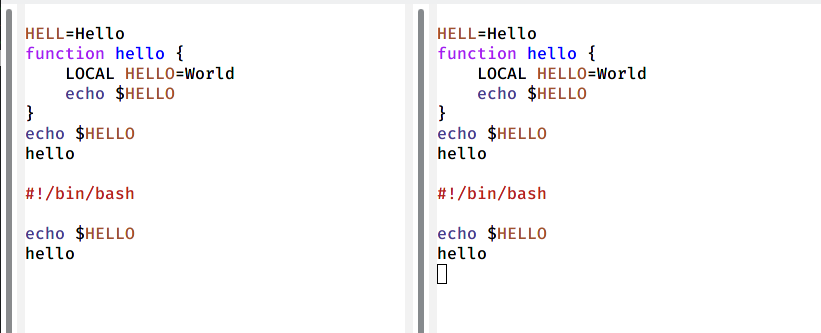 HELL=Hello
function hello {
    LOCAL HELLO=World
    echo $HELLO
}
echo $HELLO
hello

#!/bin/bash

echo $HELLO
hello

HELL=Hello
function hello {
    LOCAL HELLO=World
    echo $HELLO
}
echo $HELLO
hello

#!/bin/bash

echo $HELLO
hello